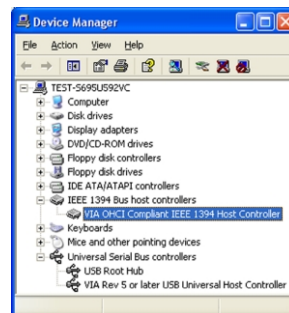 Device Manager
File Action View Help
TEST-S695US92VC
Computer
Disk drives
Display adapters
DVD/CD-ROM drives
Floppy disk controllers
Floppy disk drives
IDE ATA/ATAPI controllers
IEEE 1394 Bus host controllers
VIA OHCI Compliant IEEE 1394 Host Controller
Keyboards
Mice and other pointing devices
Universal Serial Bus controllers
USB Root Hub
VIA Rev 5 or later USB Universal Host Controller